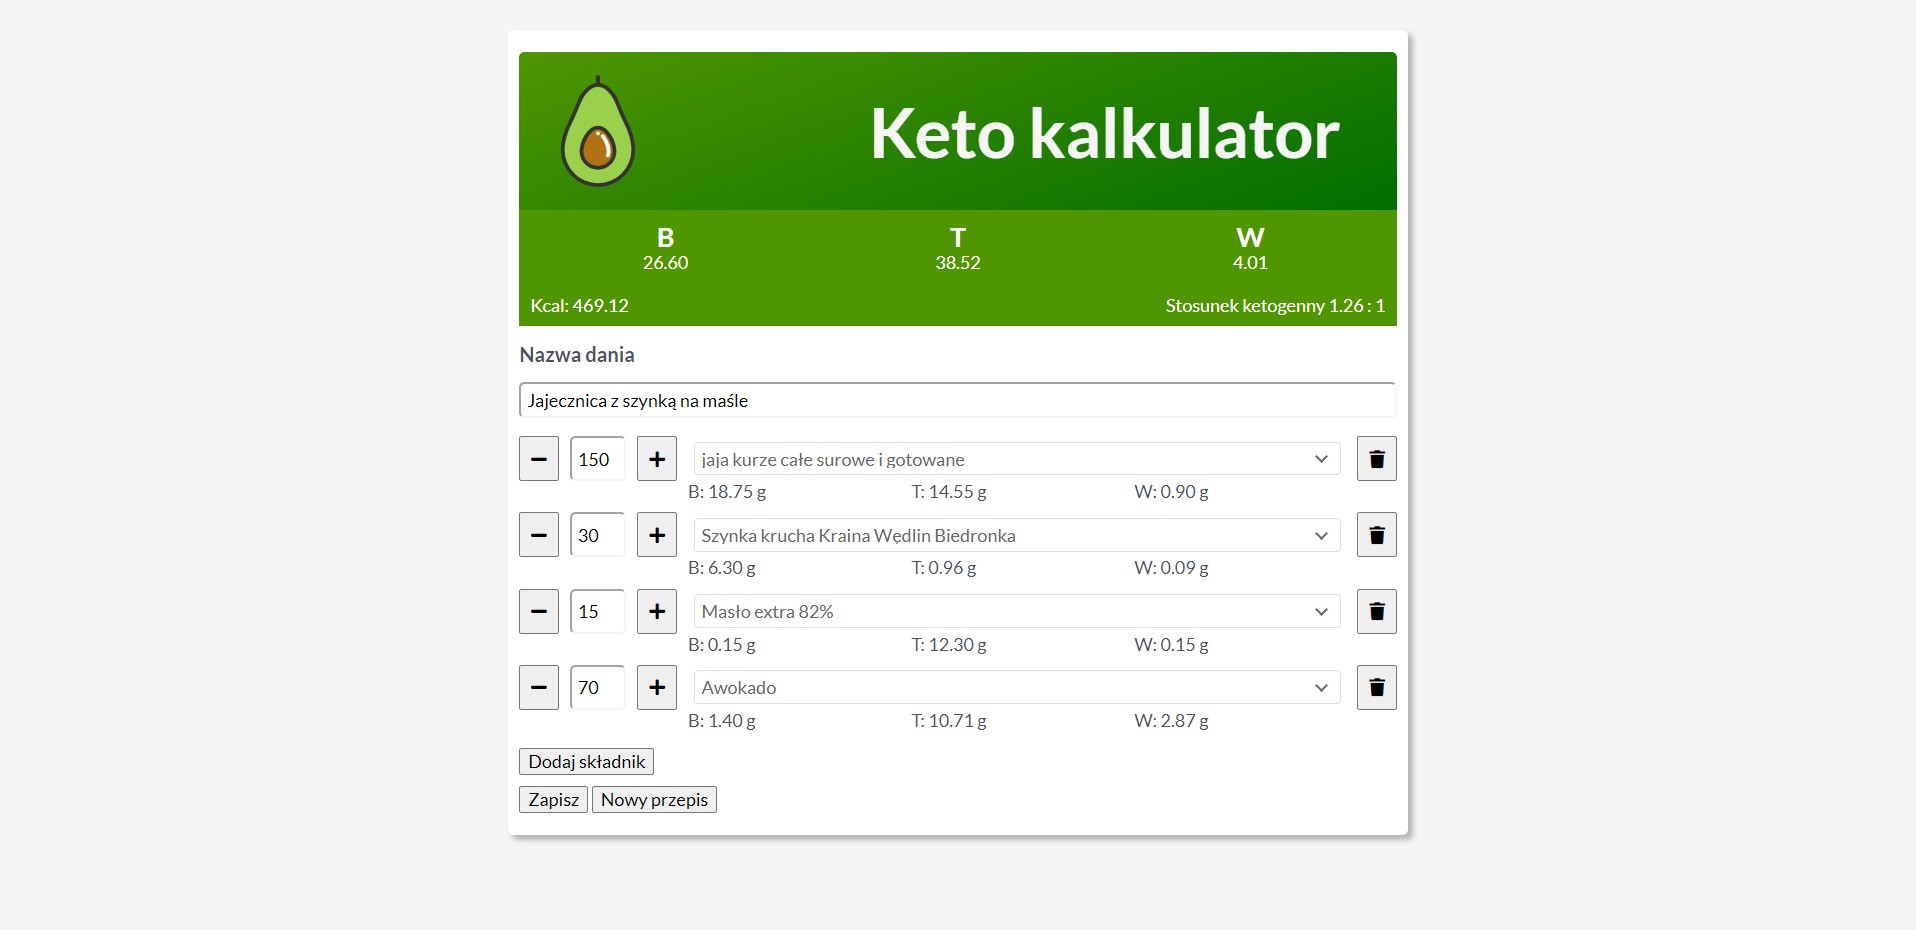 Keto kalkulator
B T W
26.60 38.52 4.01
Kcal: 469.12 Stosunek ketogenny 1.26 : 1
Nazwa dania
Jajecznica z szynką na maśle
150 jaja kurze całe surowe i gotowane
B: 18.75 g T: 14.55 g W: 0.90 g
30 Szynka krucha Kraina Wędlin Biedronka
B: 6.30 g T: 0.96 g W: 0.09 g
15 Masło extra 82%
B: 0.15 g T: 12.30 g W: 0.15 g
70 Awokado
B: 1.40 g T: 10.71 g W: 2.87 g
Dodaj składnik
Zapisz Nowy przepis